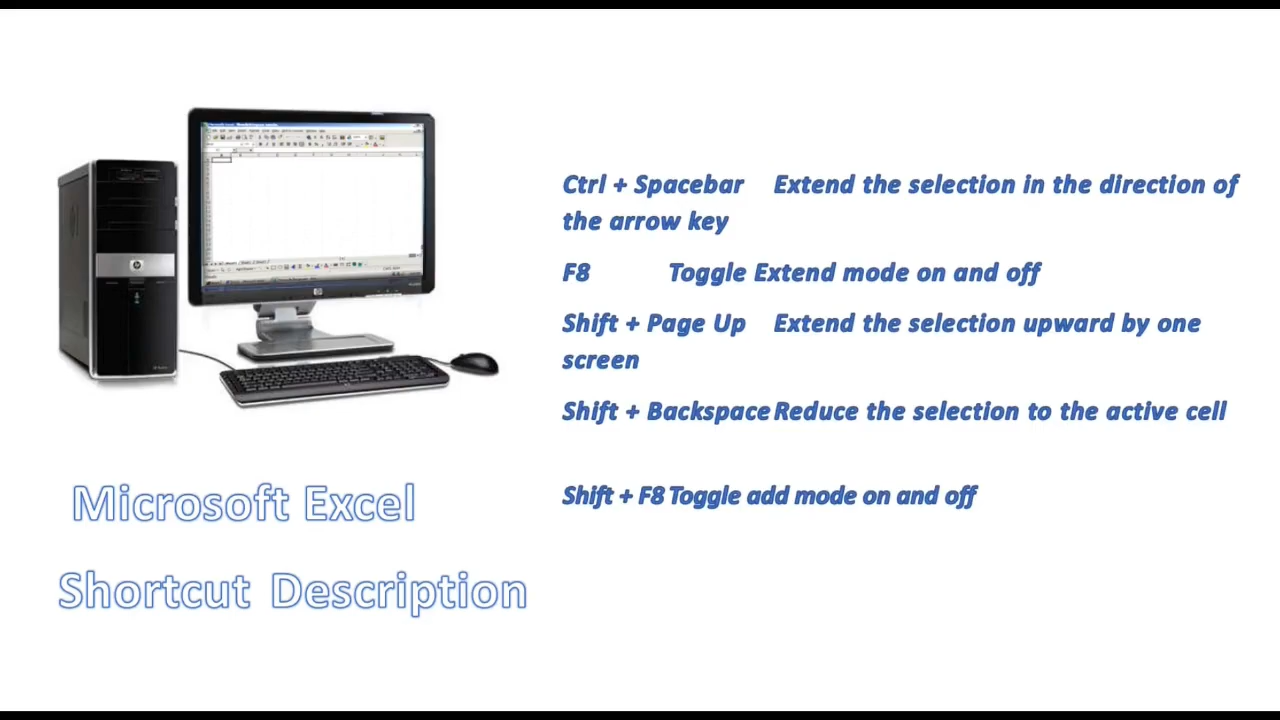 Ctrl + Spacebar Extend the selection in the direction of
the arrow key
F8 Toggle Extend mode on and off
Shift + Page Up Extend the selection upward by one
screen
Shift + Backspace Reduce the selection to the active cell
Shift + F8 Toggle add mode on and off
Microsoft Excel
Shortcut Description